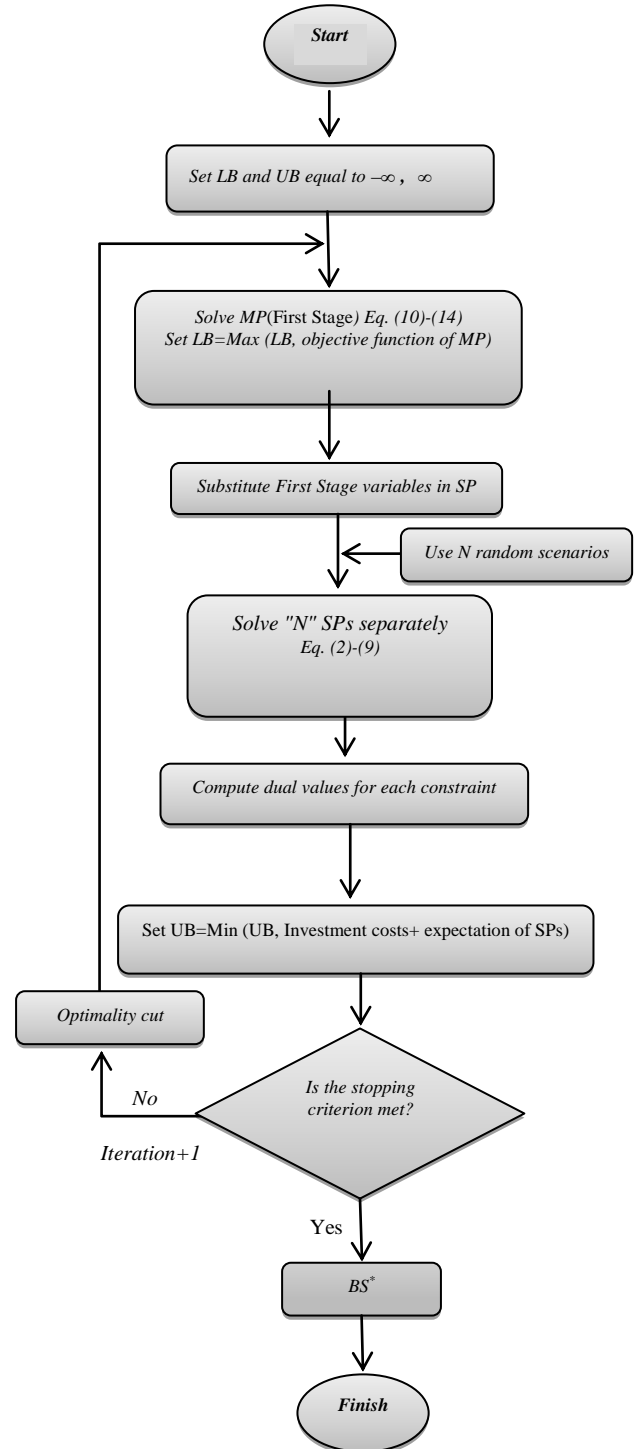 Start
Set LB and UB equal to −∞ , ∞
Solve MP(First Stage) Eq. (10)-(14)
Set LB=Max (LB, objective function of MP)
Substitute First Stage variables in SP
Use N random scenarios
Solve "N" SPs separately
Eq. (2)-(9)
Compute dual values for each constraint
Set UB=Min (UB, Investment costs+ expectation of SPs)
Optimality cut
Is the stopping
criterion met?
No
Iteration+1
Yes
BS*
Finish